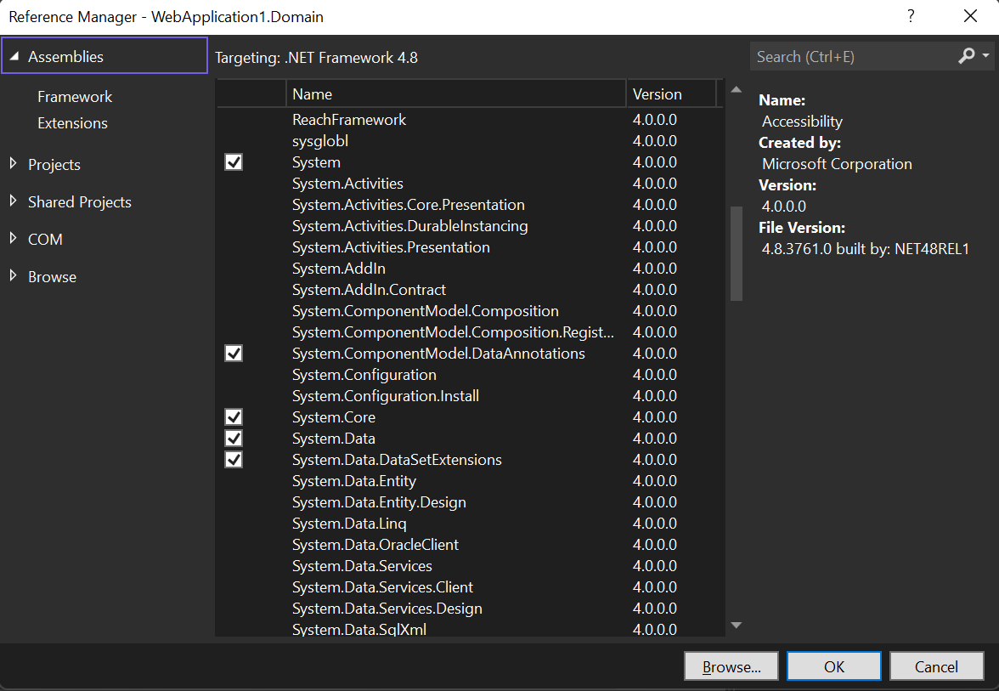 Reference Manager - WebApplication1.Domain ?
Assemblies
Framework
Extensions
Projects
Shared Projects
COM
Browse
Targeting: .NET Framework 4.8
Name Version
ReachFramework 4.0.0.0
sysglobl 4.0.0.0
System 4.0.0.0
System.Activities 4.0.0.0
System.Activities.Core.Presentation 4.0.0.0
System.Activities.DurableInstancing 4.0.0.0
System.Activities.Presentation 4.0.0.0
System.AddIn 4.0.0.0
System.AddIn.Contract 4.0.0.0
System.ComponentModel.Composition 4.0.0.0
System.ComponentModel.Composition.Regist... 4.0.0.0
System.ComponentModel.DataAnnotations 4.0.0.0
System.Configuration 4.0.0.0
System.Configuration.Install 4.0.0.0
System.Core 4.0.0.0
System.Data 4.0.0.0
System.Data.DataSetExtensions 4.0.0.0
System.Data.Entity 4.0.0.0
System.Data.Entity.Design 4.0.0.0
System.Data.Linq 4.0.0.0
System.Data.OracleClient 4.0.0.0
System.Data.Services 4.0.0.0
System.Data.Services.Client 4.0.0.0
System.Data.Services.Design 4.0.0.0
System.Data.SqlXml 4.0.0.0
Search (Ctrl+E)
Name:
Accessibility
Created by:
Microsoft Corporation
Version:
4.0.0.0
File Version:
4.8.3761.0 built by: NET48REL1
Browse... OK Cancel